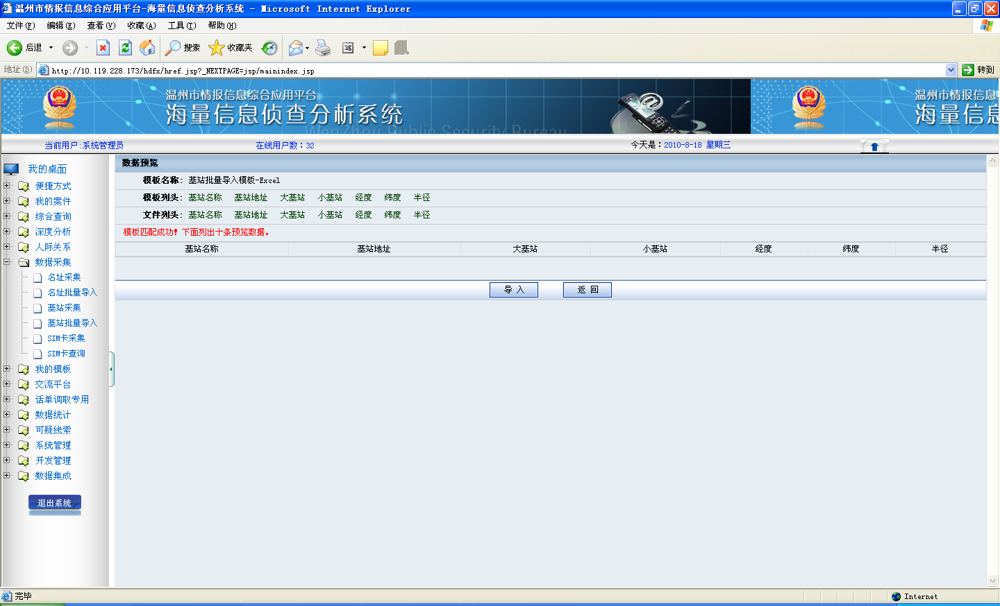 温州市情报信息综合应用平台-海量信息侦查分析系统 - Microsoft Internet Explorer
文件(F) 编辑(E) 查看(V) 收藏(A) 工具(T) 帮助(H)
后退 搜索 收藏夹
地址(D) http://10.119.228.173/hdfx/href.jsp?_NEXTPAGE=jsp/mainindex.jsp 转到
温州市情报信息综合应用平台 温州市情报信息
海量信息侦查分析系统 海量信息
WenZhou Public Security Bureau
当前用户:系统管理员 在线用户数：32 今天是：2010-8-18 星期三
我的桌面
便捷方式
我的案件
综合查询
深度分析
人际关系
数据采集
名址采集
名址批量导入
基站采集
基站批量导入
SIM卡采集
SIM卡查询
我的模板
交流平台
话单调取专用
数据统计
可疑线索
系统管理
开发管理
数据集成
退出系统
数据预览
模板名称: 基站批量导入模板-Excel
模板列头: 基站名称 基站地址 大基站 小基站 经度 纬度 半径
文件列头: 基站名称 基站地址 大基站 小基站 经度 纬度 半径
模板匹配成功! 下面列出十条预览数据。
基站名称 基站地址 大基站 小基站 经度 纬度 半径
导 入 返 回
完毕 Internet